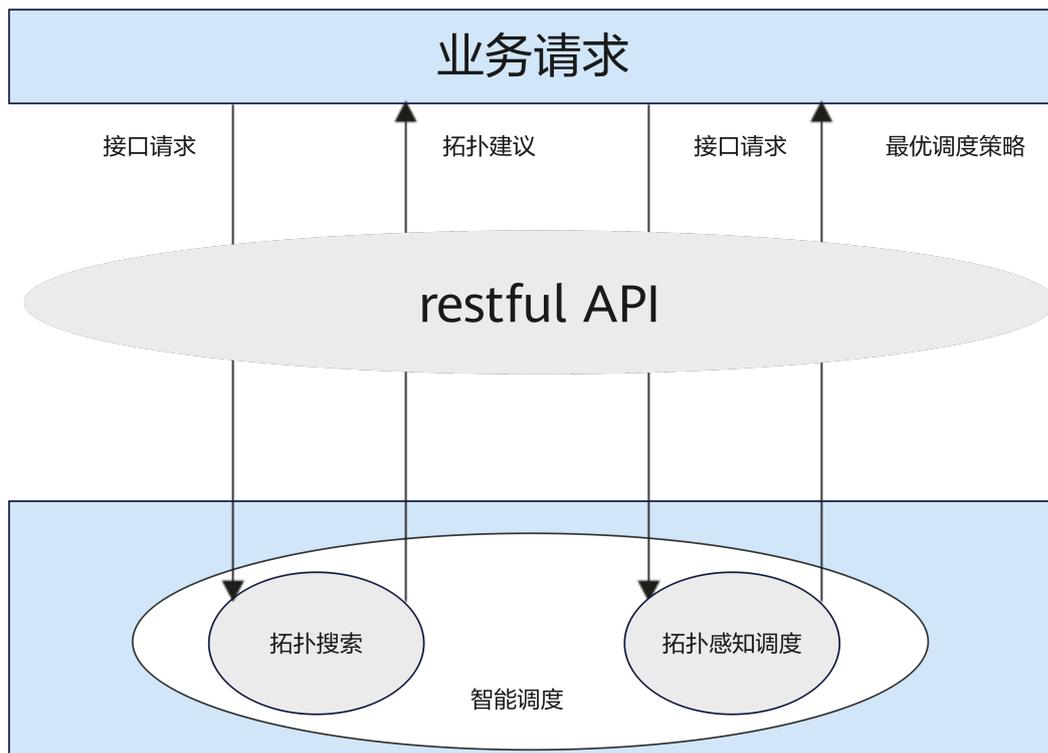 业务请求
接口请求
拓扑建议
接口请求
最优调度策略
restful API
拓扑搜索
拓扑感知调度
智能调度